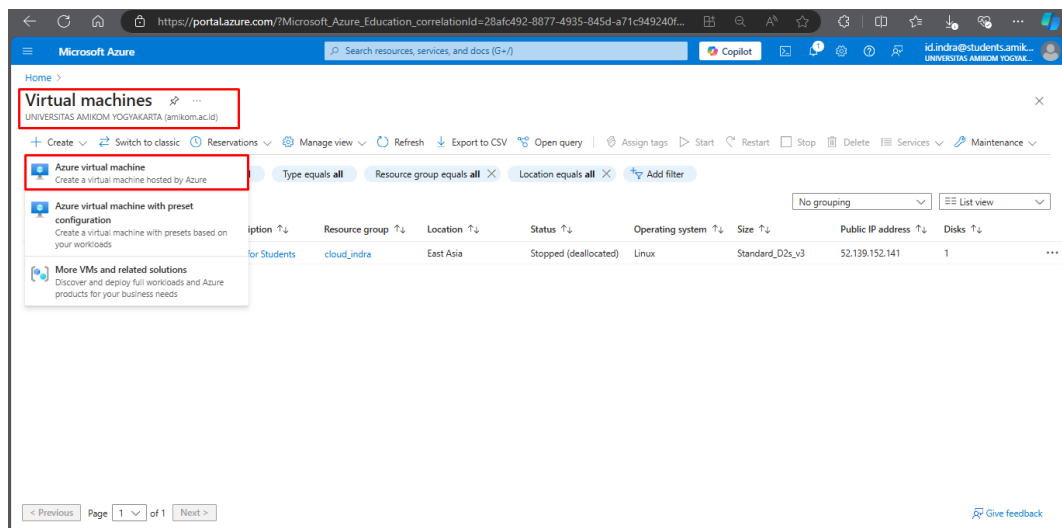 https://portal.azure.com/?Microsoft_Azure_Education_correlationId=28afc492-8877-4935-845d-a71c949240f...
Microsoft Azure
Search resources, services, and docs (G+/)
Copilot
1
id.indra@students.amik...
UNIVERSITAS AMIKOM YOGYAK...
Home >
Virtual machines
UNIVERSITAS AMIKOM YOGYAKARTA (amikom.ac.id)
Create Switch to classic Reservations Manage view Refresh Export to CSV Open query Assign tags Start Restart Stop Delete Services Maintenance
Azure virtual machine
Create a virtual machine hosted by Azure
Type equals all Resource group equals all Location equals all Add filter
Azure virtual machine with preset configuration
Create a virtual machine with presets based on
your workloads
More VMs and related solutions
Discover and deploy full workloads and Azure
products for your business needs
No grouping List view
iption Resource group Location Status Operating system Size Public IP address Disks
for Students cloud_indra East Asia Stopped (deallocated) Linux Standard_D2s_v3 52.139.152.141 1
< Previous Page 1 of 1 Next >
Give feedback